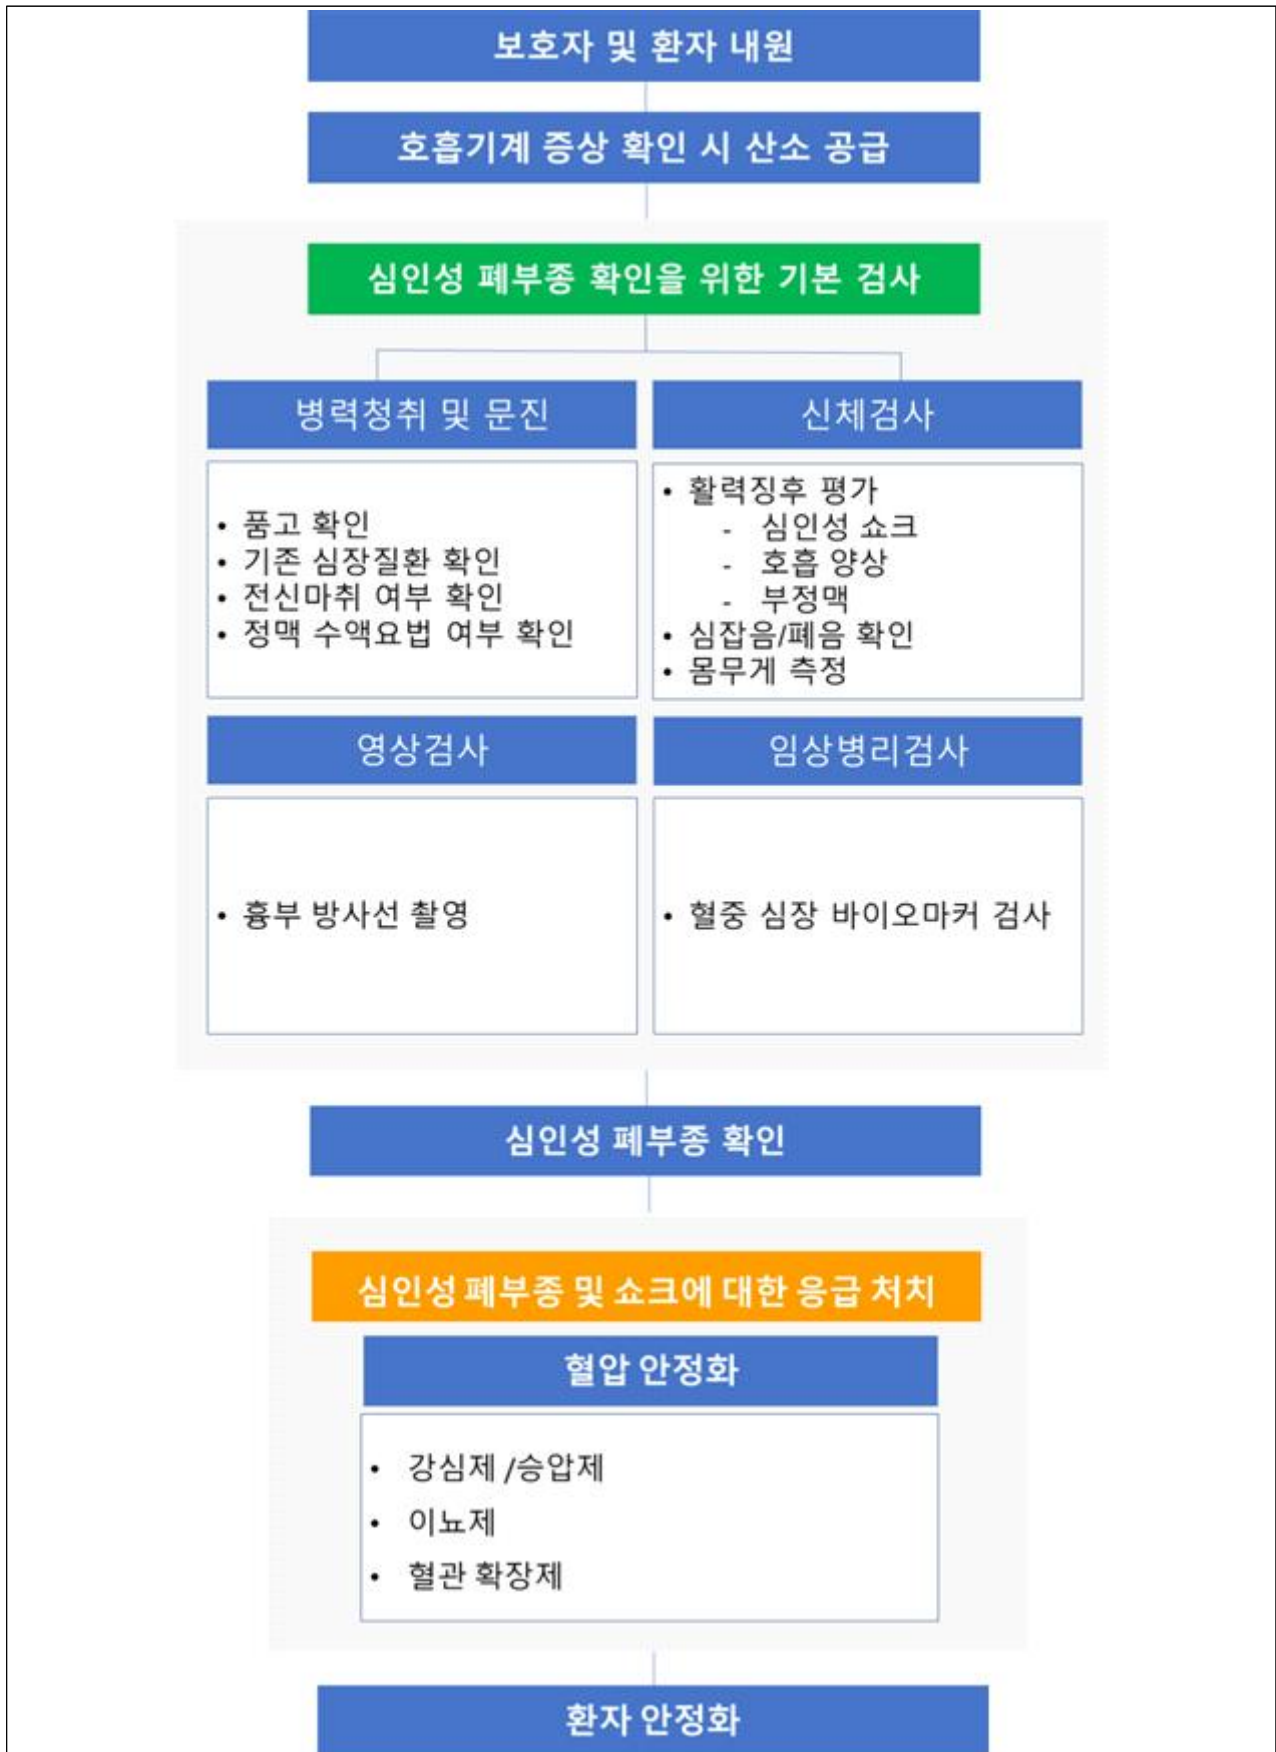 보호자 및 환자 내원
호흡기계 증상 확인 시 산소 공급
심인성 폐부종 확인을 위한 기본 검사
병력청취 및 문진
• 품고 확인
• 기존 심장질환 확인
• 전신마취 여부 확인
• 정맥 수액요법 여부 확인
신체검사
• 활력징후 평가
- 심인성 쇼크
- 호흡 양상
- 부정맥
• 심잡음/폐음 확인
• 몸무게 측정
영상검사
• 흉부 방사선 촬영
임상병리검사
• 혈중 심장 바이오마커 검사
심인성 폐부종 확인
심인성 폐부종 및 쇼크에 대한 응급 처치
혈압 안정화
• 강심제 /승압제
• 이뇨제
• 혈관 확장제
환자 안정화